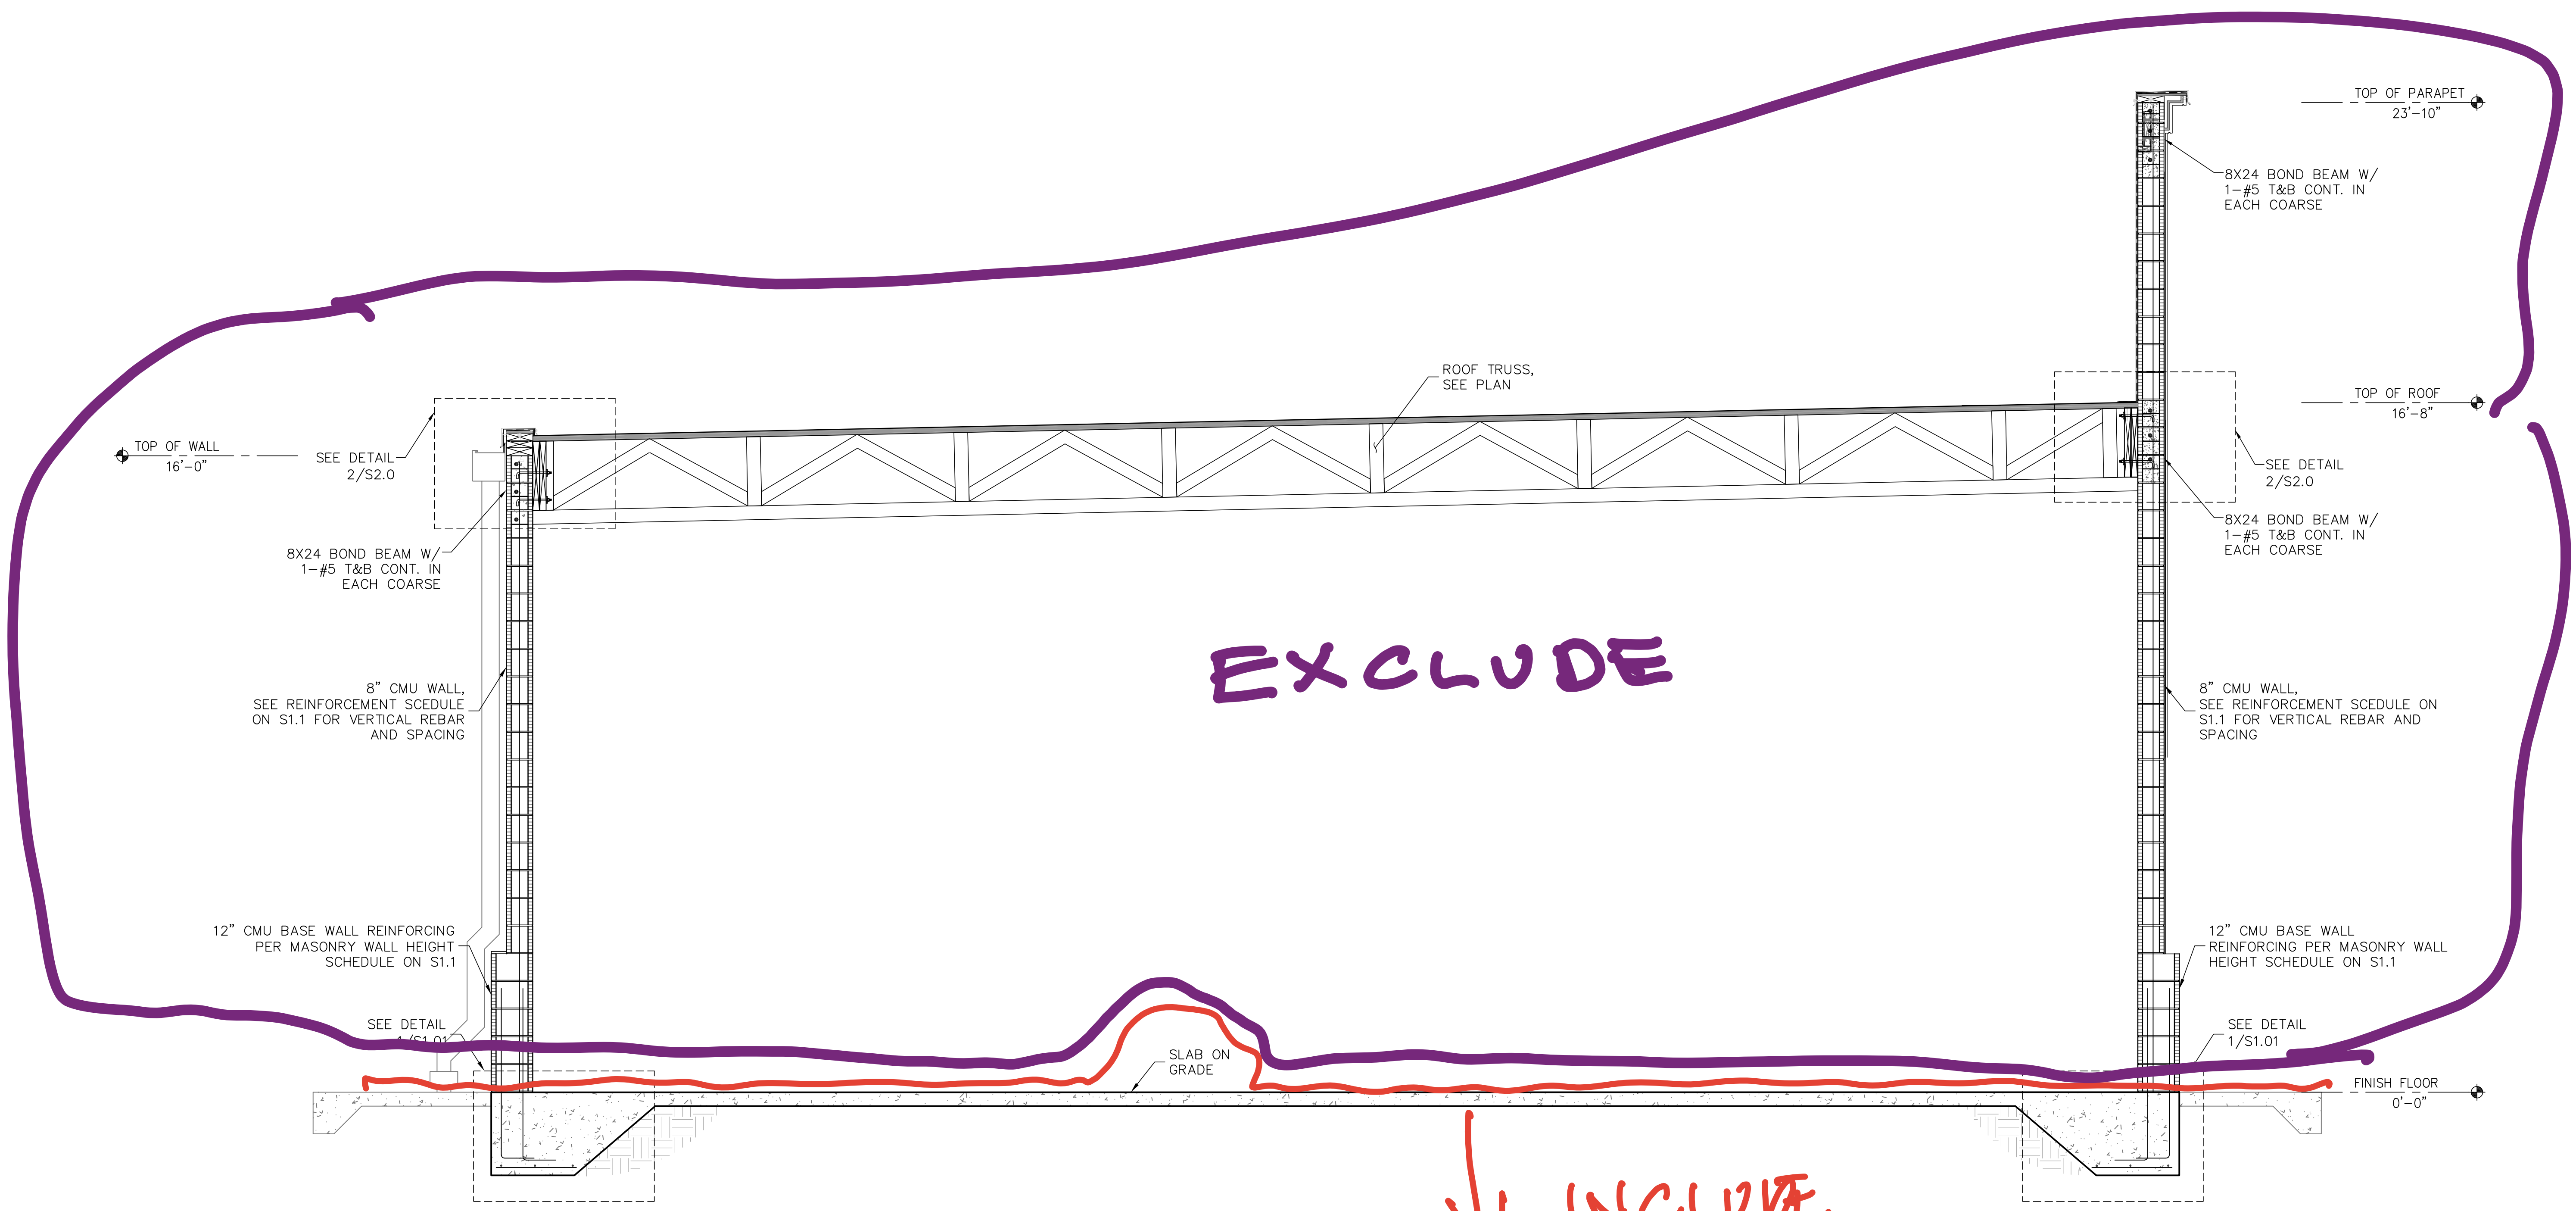 TOP OF PARAPET
23'-10"
8X24 BOND BEAM W/
1-#5 T&B CONT. IN
EACH COARSE
ROOF TRUSS,
SEE PLAN
TOP OF ROOF
16'-8"
TOP OF WALL
16'-0"
SEE DETAIL
2/S2.0
SEE DETAIL
2/S2.0
8X24 BOND BEAM W/
1-#5 T&B CONT. IN
EACH COARSE
8X24 BOND BEAM W/
1-#5 T&B CONT. IN
EACH COARSE
EXCLUDE
8" CMU WALL,
SEE REINFORCEMENT SCEDULE
ON S1.1 FOR VERTICAL REBAR
AND SPACING
8" CMU WALL,
SEE REINFORCEMENT SCEDULE ON
S1.1 FOR VERTICAL REBAR AND
SPACING
12" CMU BASE WALL REINFORCING
PER MASONRY WALL HEIGHT
SCHEDULE ON S1.1
12" CMU BASE WALL
REINFORCING PER MASONRY WALL
HEIGHT SCHEDULE ON S1.1
SEE DETAIL
1/S1.01
SEE DETAIL
1/S1.01
SLAB ON
GRADE
FINISH FLOOR
0'-0"
INCLUDE